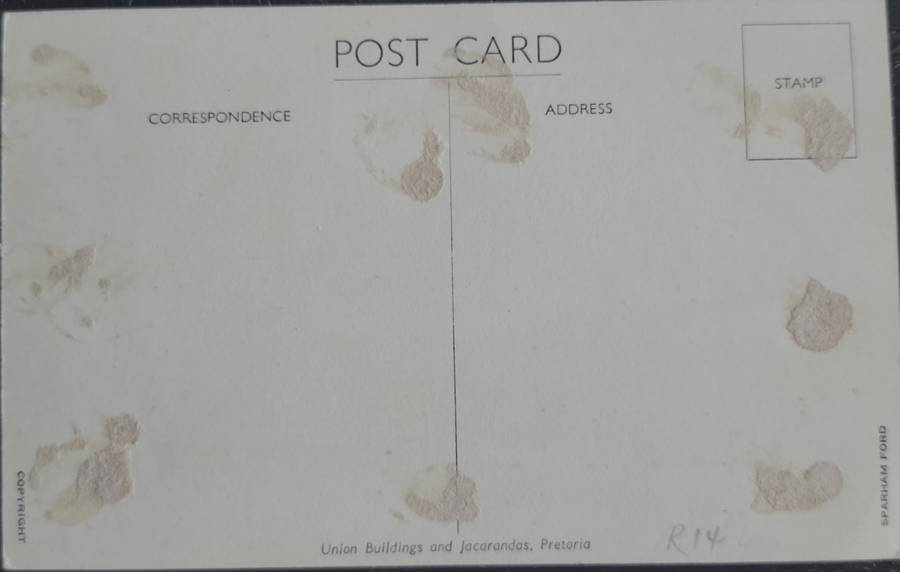 POST CARD
STAMP
CORRESPONDENCE
ADDRESS
COPYRIGHT
SPARHAM FORD
Union Buildings and Jacarandas, Pretoria
R14